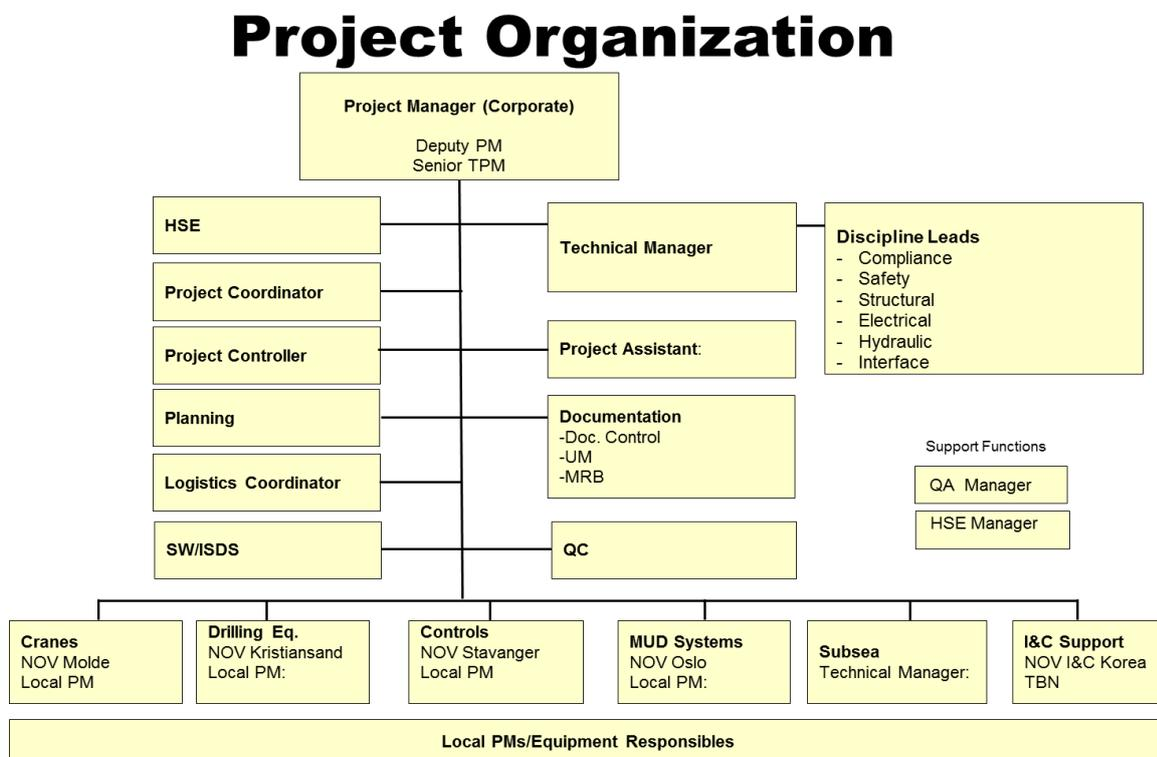 Project Organization
Project Manager (Corporate)
Deputy PM
Senior TPM
HSE
Technical Manager
Discipline Leads
- Compliance
- Safety
- Structural
- Electrical
- Hydraulic
- Interface
Project Coordinator
Project Controller
Project Assistant:
Planning
Documentation
-Doc. Control
-UM
-MRB
Logistics Coordinator
Support Functions
QA Manager
HSE Manager
SW/ISDS
QC
Cranes
NOV Molde
Local PM
Drilling Eq.
NOV Kristiansand
Local PM:
Controls
NOV Stavanger
Local PM
MUD Systems
NOV Oslo
Local PM:
Subsea
Technical Manager:
I&C Support
NOV I&C Korea
TBN
Local PMs/Equipment Responsibles